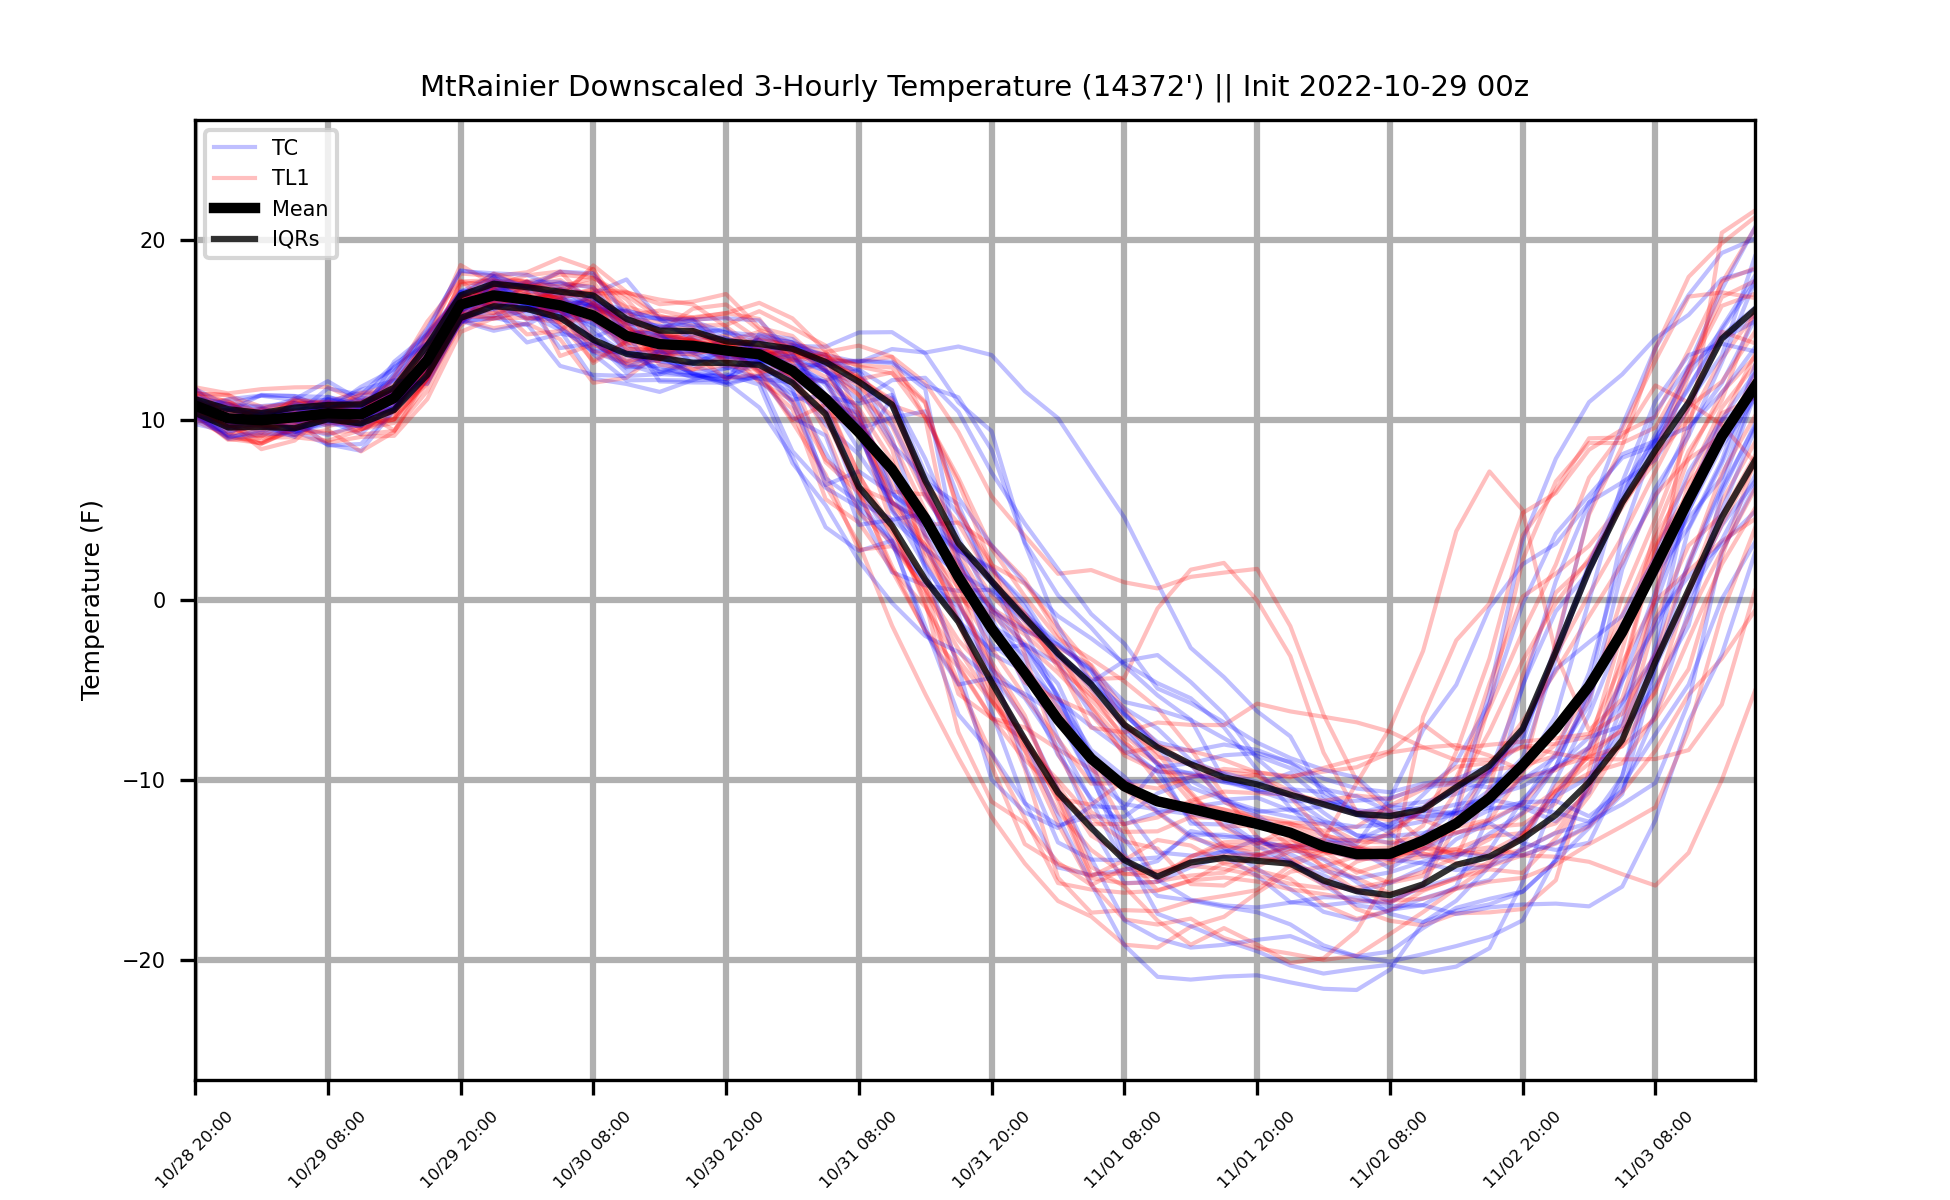 MtRainier Downscaled 3-Hourly Temperature (14372') || Init 2022-10-29 00z
TC
TL1
Mean
IQRs
Temperature (F)
20
10
0
−10
−20
10/28 20:00
10/29 08:00
10/29 20:00
10/30 08:00
10/30 20:00
10/31 08:00
10/31 20:00
11/01 08:00
11/01 20:00
11/02 08:00
11/02 20:00
11/03 08:00